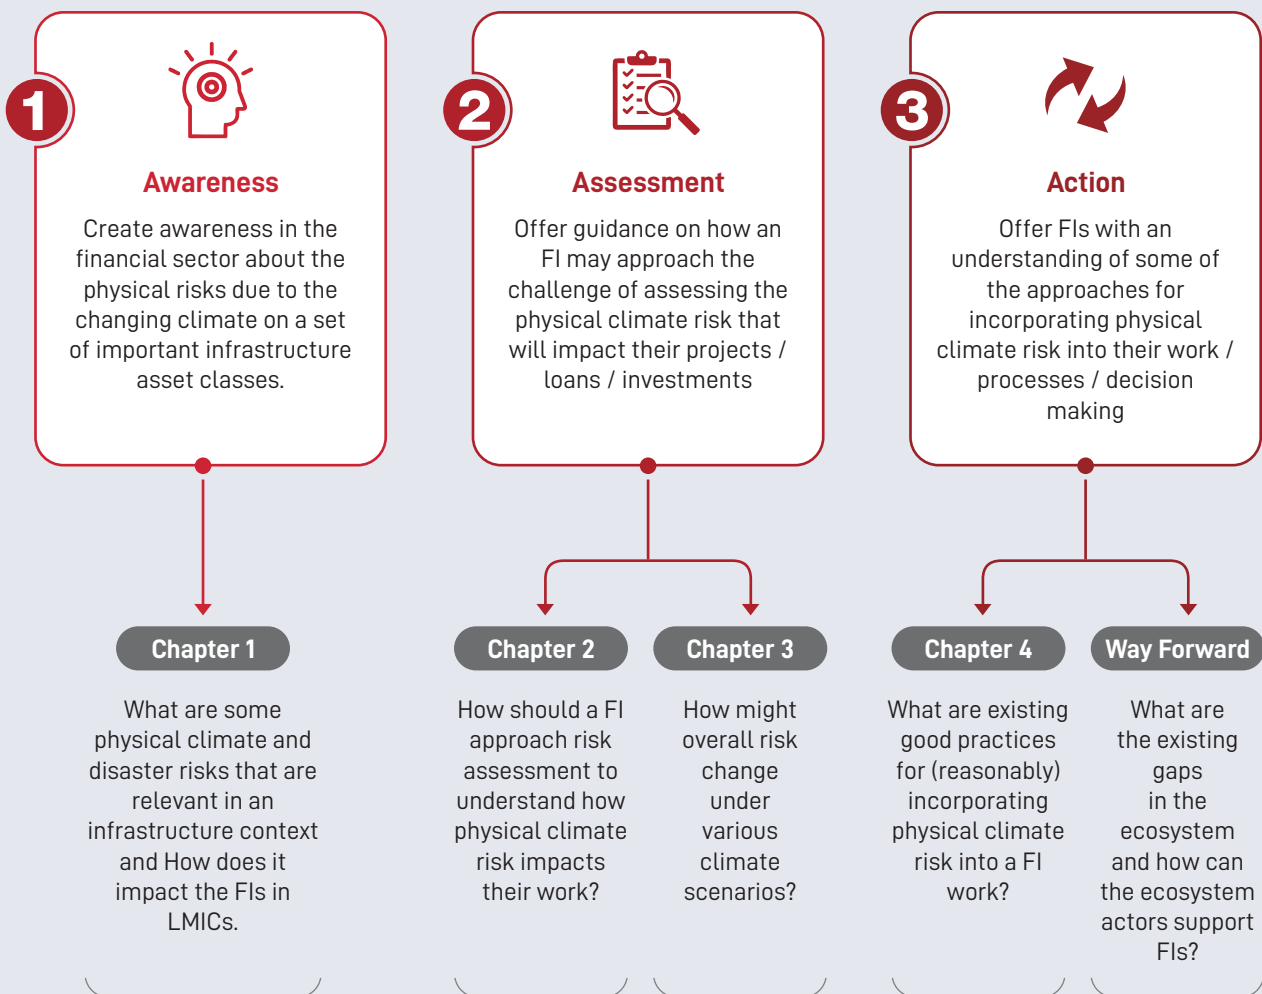 1
Awareness
Create awareness in the
financial sector about the
physical risks due to the
changing climate on a set
of important infrastructure
asset classes.
2
Assessment
Offer guidance on how an
FI may approach the
challenge of assessing the
physical climate risk that
will impact their projects /
loans / investments
3
Action
Offer FIs with an
understanding of some of
the approaches for
incorporating physical
climate risk into their work /
processes / decision
making
Chapter 1
What are some
physical climate and
disaster risks that are
relevant in an
infrastructure context
and How does it
impact the FIs in
LMICs.
Chapter 2
How should a FI
approach risk
assessment to
understand how
physical climate
risk impacts
their work?
Chapter 3
How might
overall risk
change
under
various
climate
scenarios?
Chapter 4
What are existing
good practices
for (reasonably)
incorporating
physical climate
risk into a FI
work?
Way Forward
What are
the existing
gaps
in the
ecosystem
and how can
the ecosystem
actors support
FIs?